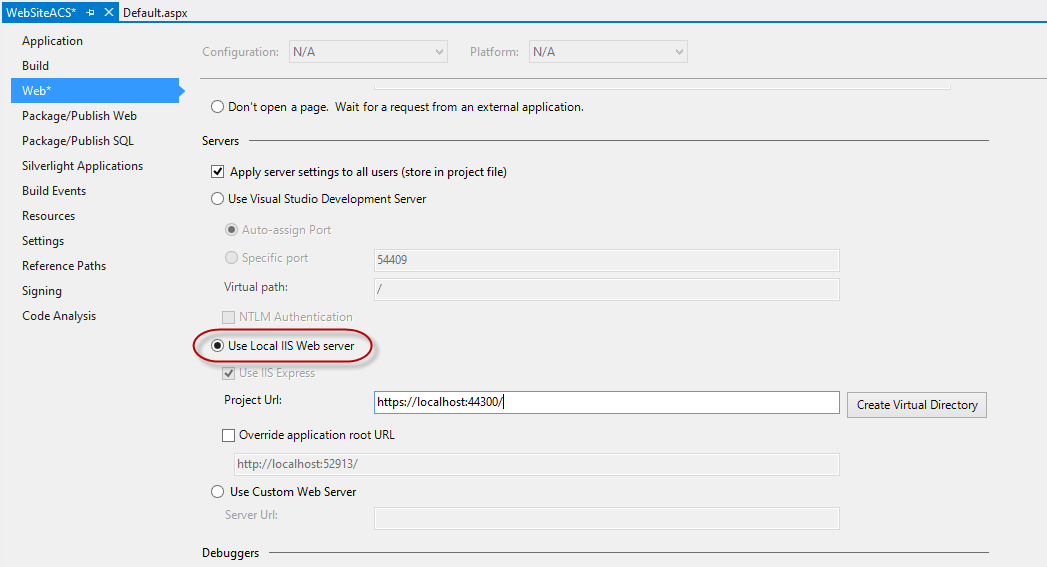 WebSiteACS* Default.aspx
Application
Build
Web*
Package/Publish Web
Package/Publish SQL
Silverlight Applications
Build Events
Resources
Settings
Reference Paths
Signing
Code Analysis
Configuration: N/A Platform: N/A
Don't open a page. Wait for a request from an external application.
Servers
Apply server settings to all users (store in project file)
Use Visual Studio Development Server
Auto-assign Port
Specific port 54409
Virtual path: /
NTLM Authentication
Use Local IIS Web server
Use IIS Express
Project Url: https://localhost:44300/ Create Virtual Directory
Override application root URL
http://localhost:52913/
Use Custom Web Server
Server Url:
Debuggers